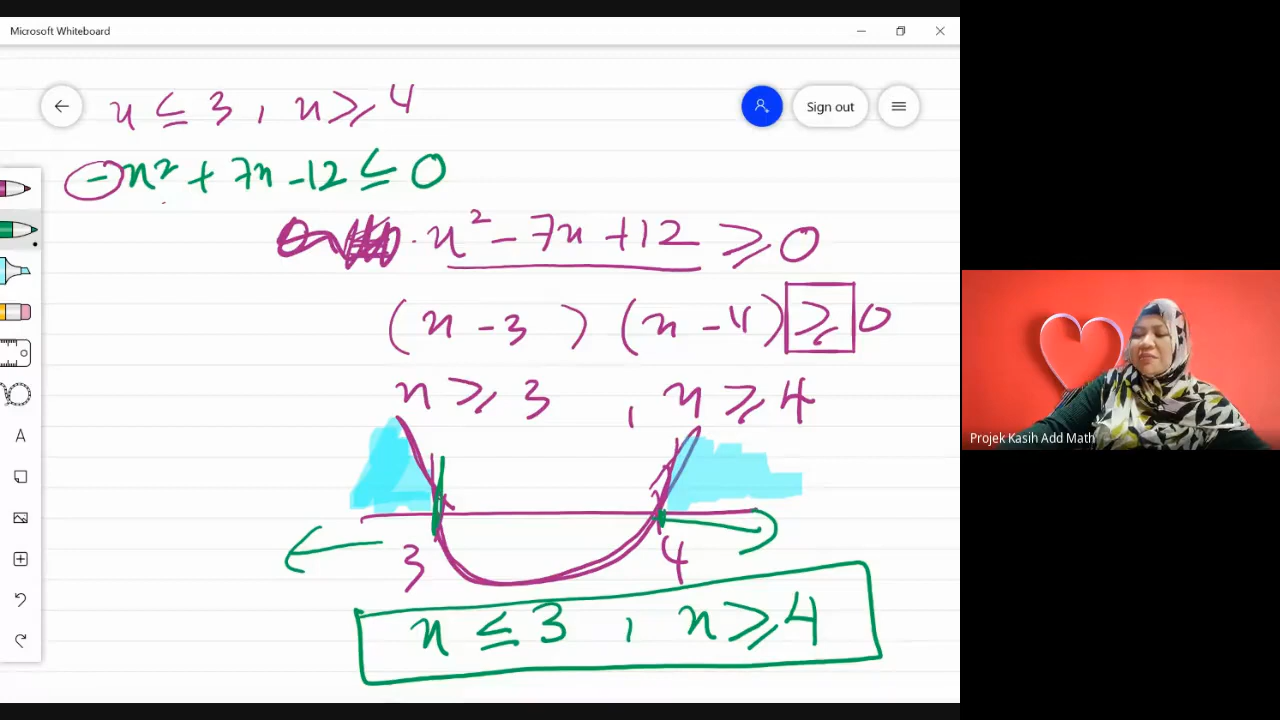 Microsoft Whiteboard
Sign out
x ≤ 3 , x ≥ 4
-x² + 7x - 12 ≤ 0
x² - 7x + 12 ≥ 0
(x - 3) (x - 4) ≥ 0
x ≥ 3 , x ≥ 4
3 4
x ≤ 3 , x ≥ 4
A
Projek Kasih Add Math